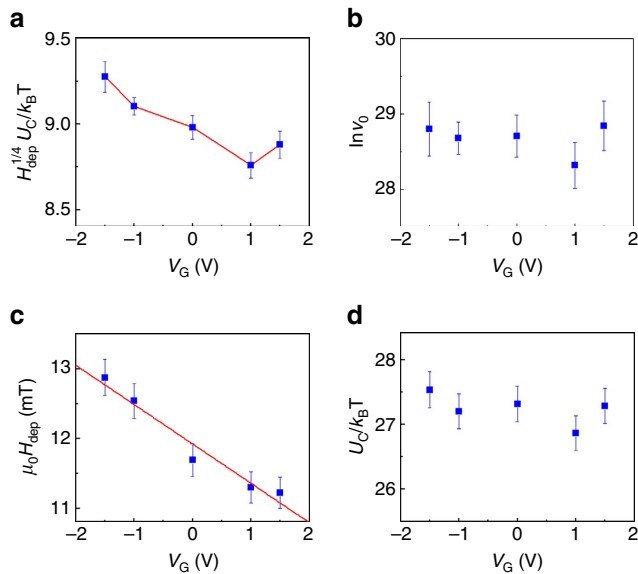 a
b
9.5
9.0
8.5
H_dep^1/4 U_C/k_BT
−2 −1 0 1 2
V_G (V)
30
29
28
lnν_0
−2 −1 0 1 2
V_G (V)
c
d
13
12
11
μ_0H_dep (mT)
−2 −1 0 1 2
V_G (V)
28
27
26
U_C/k_BT
−2 −1 0 1 2
V_G (V)